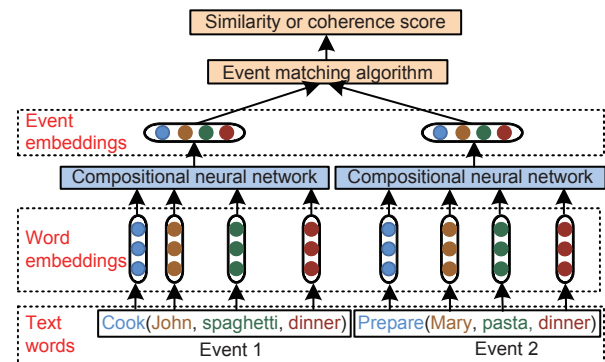 Similarity or coherence score
Event matching algorithm
Event
embeddings
Compositional neural network
Compositional neural network
Word
embeddings
Text
words
Cook(John, spaghetti, dinner)
Prepare(Mary, pasta, dinner)
Event 1
Event 2